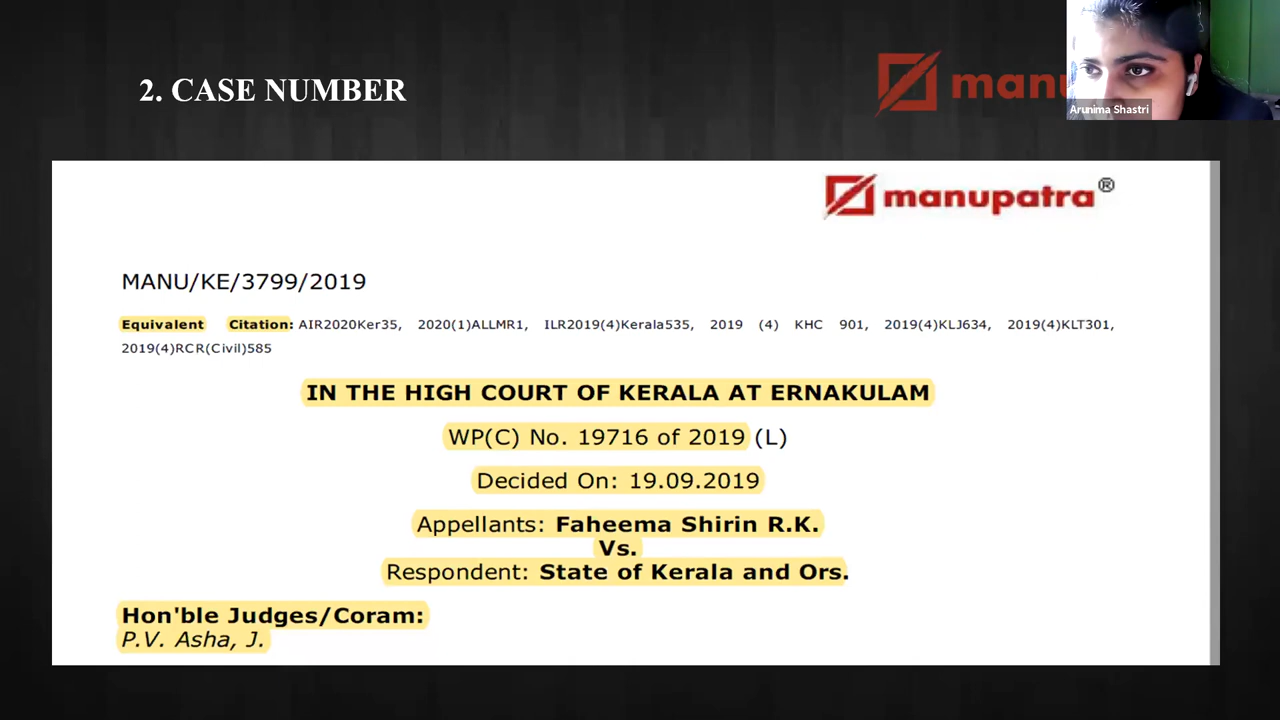 2. CASE NUMBER
manu
Arunima Shastri
manupatra®
MANU/KE/3799/2019
Equivalent Citation: AIR2020Ker35, 2020(1)ALLMR1, ILR2019(4)Kerala535, 2019 (4) KHC 901, 2019(4)KLJ634, 2019(4)KLT301,
2019(4)RCR(Civil)585
IN THE HIGH COURT OF KERALA AT ERNAKULAM
WP(C) No. 19716 of 2019 (L)
Decided On: 19.09.2019
Appellants: Faheema Shirin R.K.
Vs.
Respondent: State of Kerala and Ors.
Hon'ble Judges/Coram:
P.V. Asha, J.